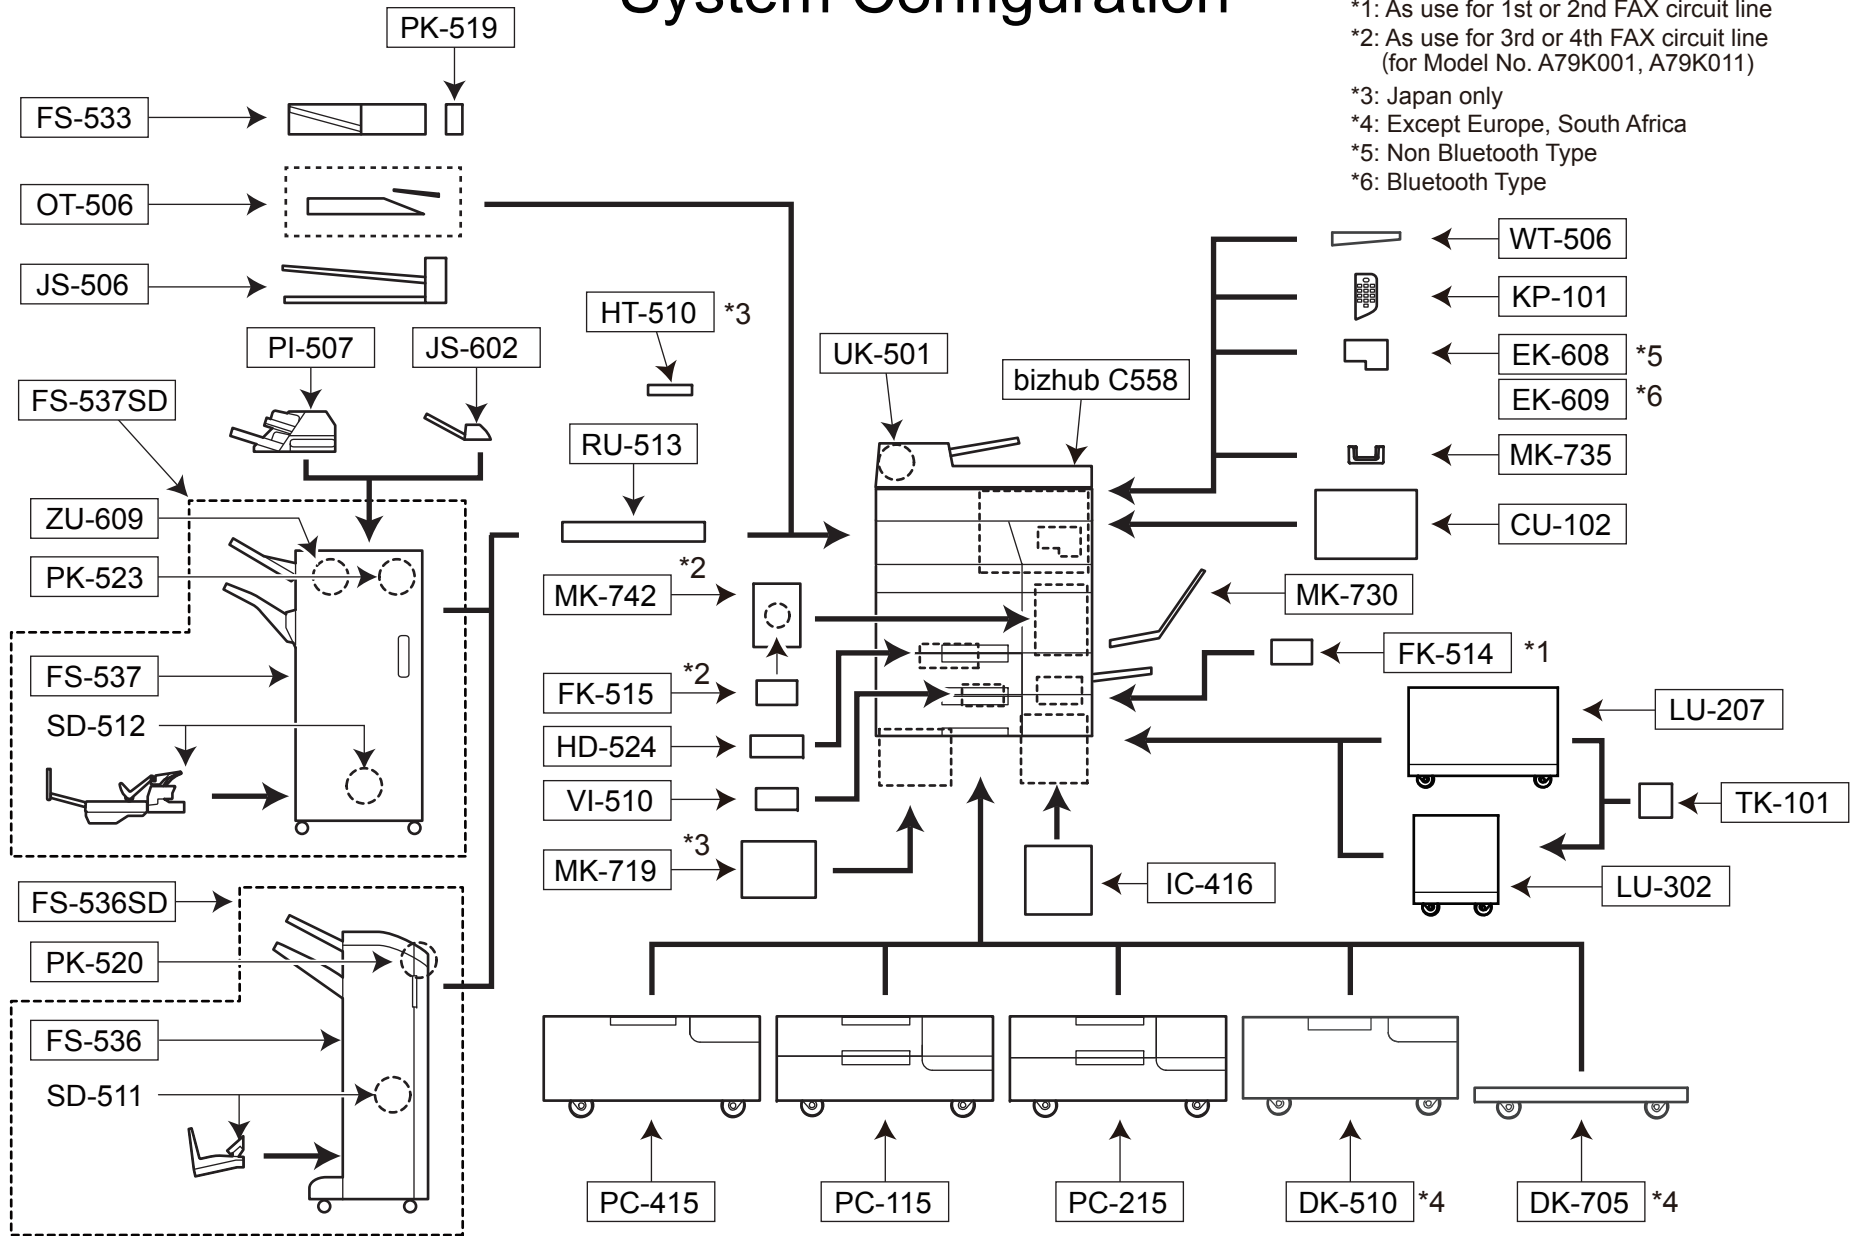 System Configuration
*1: As use for 1st or 2nd FAX circuit line
*2: As use for 3rd or 4th FAX circuit line
(for Model No. A79K001, A79K011)
*3: Japan only
*4: Except Europe, South Africa
*5: Non Bluetooth Type
*6: Bluetooth Type
PK-519
FS-533
OT-506
JS-506
PI-507
JS-602
FS-537SD
ZU-609
PK-523
FS-537
SD-512
FS-536SD
PK-520
FS-536
SD-511
HT-510 *3
RU-513
MK-742 *2
FK-515 *2
HD-524
VI-510
MK-719 *3
UK-501
bizhub C558
WT-506
KP-101
EK-608 *5
EK-609 *6
MK-735
CU-102
MK-730
FK-514 *1
LU-207
TK-101
LU-302
IC-416
PC-415
PC-115
PC-215
DK-510 *4
DK-705 *4